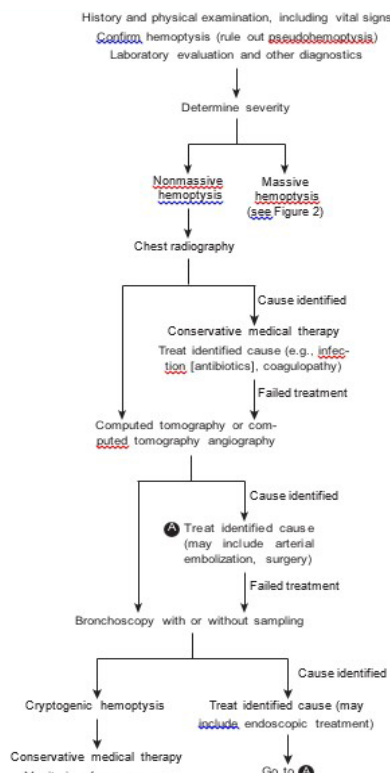 History and physical examination, including vital signs
Confirm hemoptysis (rule out pseudohemoptysis)
Laboratory evaluation and other diagnostics
Determine severity
Nonmassive
hemoptysis
Massive
hemoptysis
(see Figure 2)
Chest radiography
Cause identified
Conservative medical therapy
Treat identified cause (e.g., infec-
tion [antibiotics], coagulopathy)
Failed treatment
Computed tomography or com-
puted tomography angiography
Cause identified
A Treat identified cause
(may include arterial
embolization, surgery)
Failed treatment
Bronchoscopy with or without sampling
Cause identified
Cryptogenic hemoptysis
Treat identified cause (may
include endoscopic treatment)
Conservative medical therapy
Go to A